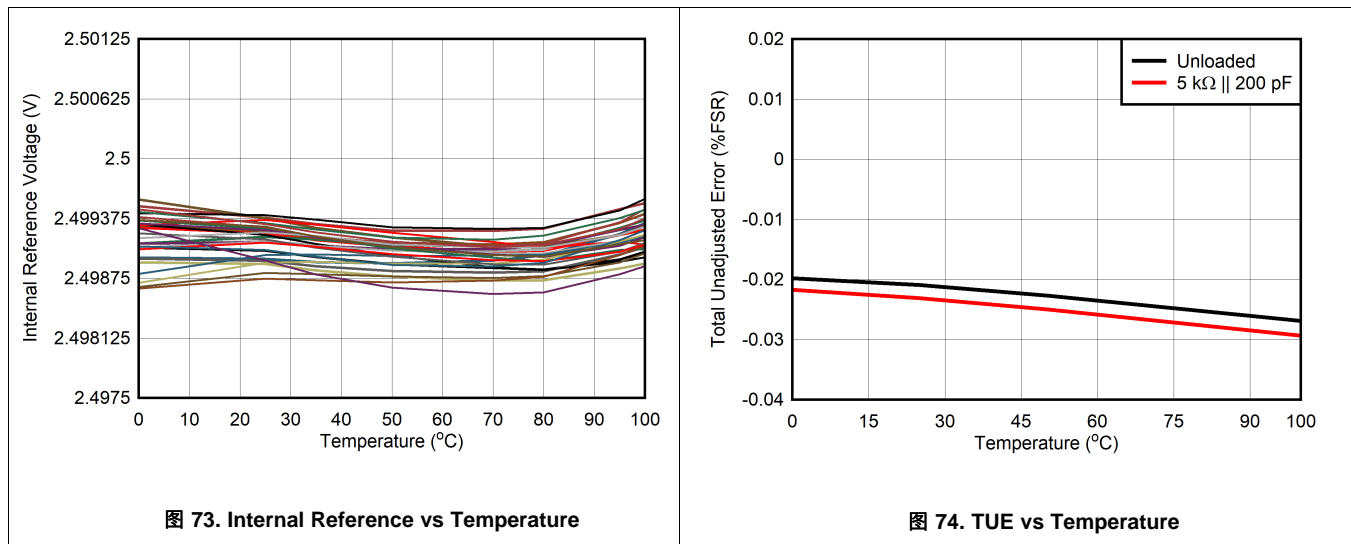 2.50125
2.500625
2.5
2.499375
2.49875
2.498125
2.4975
Internal Reference Voltage (V)
0 10 20 30 40 50 60 70 80 90 100
Temperature (°C)
图 73. Internal Reference vs Temperature
0.02
0.01
0
-0.01
-0.02
-0.03
-0.04
Total Unadjusted Error (%FSR)
Unloaded
5 kΩ || 200 pF
0 15 30 45 60 75 90 100
Temperature (°C)
图 74. TUE vs Temperature